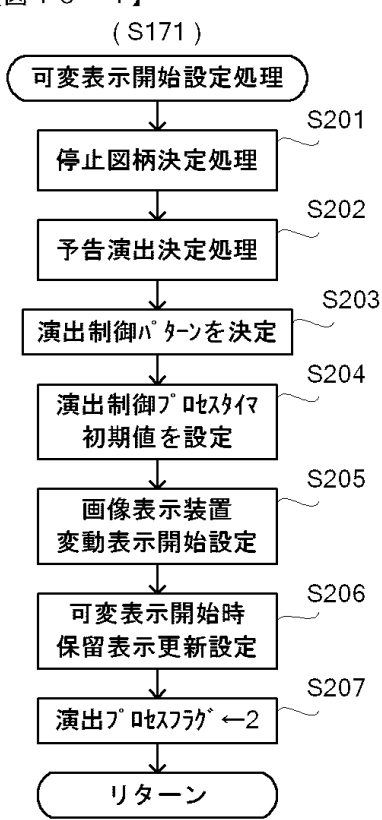 (S171)
可変表示開始設定処理
S201
停止図柄決定処理
S202
予告演出決定処理
S203
演出制御ﾊﾟﾀｰﾝを決定
S204
演出制御ﾌﾟﾛｾｽﾀｲﾏ
初期値を設定
S205
画像表示装置
変動表示開始設定
S206
可変表示開始時
保留表示更新設定
S207
演出ﾌﾟﾛｾｽﾌﾗｸﾞ←2
リターン